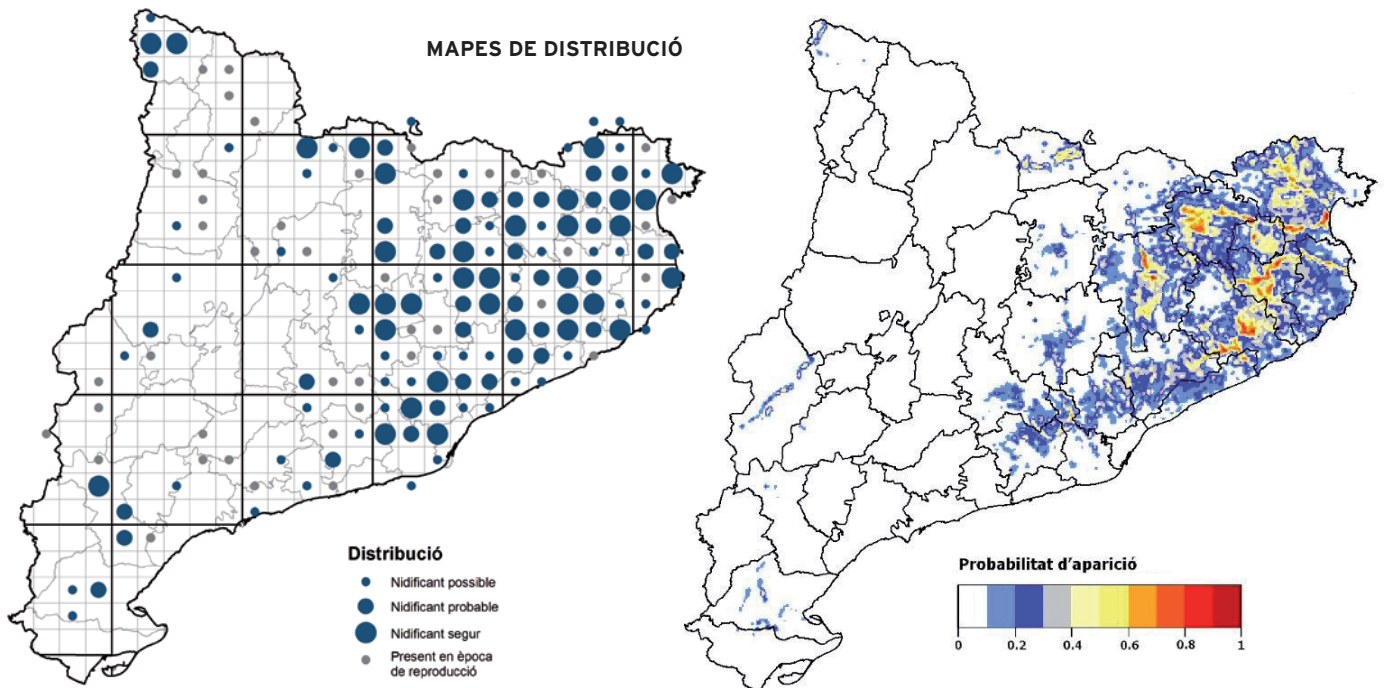 MAPES DE DISTRIBUCIÓ
Distribució
Nidificant possible
Nidificant probable
Nidificant segur
Present en època
de reproducció
Probabilitat d'aparició
0 0.2 0.4 0.6 0.8 1